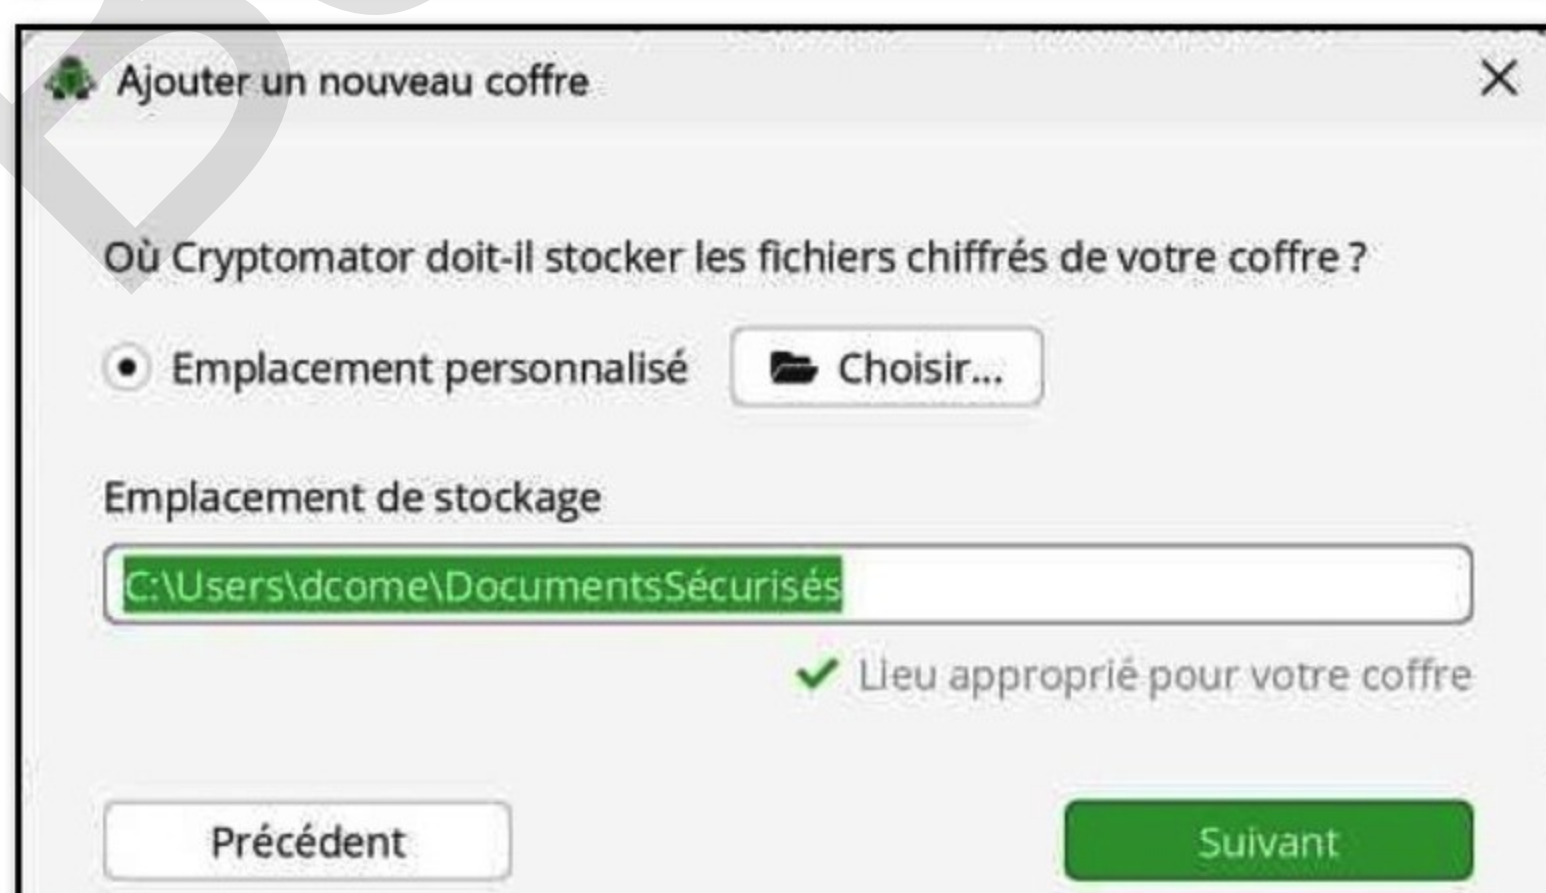 Ajouter un nouveau coffre
Où Cryptomator doit-il stocker les fichiers chiffrés de votre coffre ?
Emplacement personnalisé Choisir...
Emplacement de stockage
C:\Users\dcome\DocumentsSécurisés
Lieu approprié pour votre coffre
Précédent Suivant